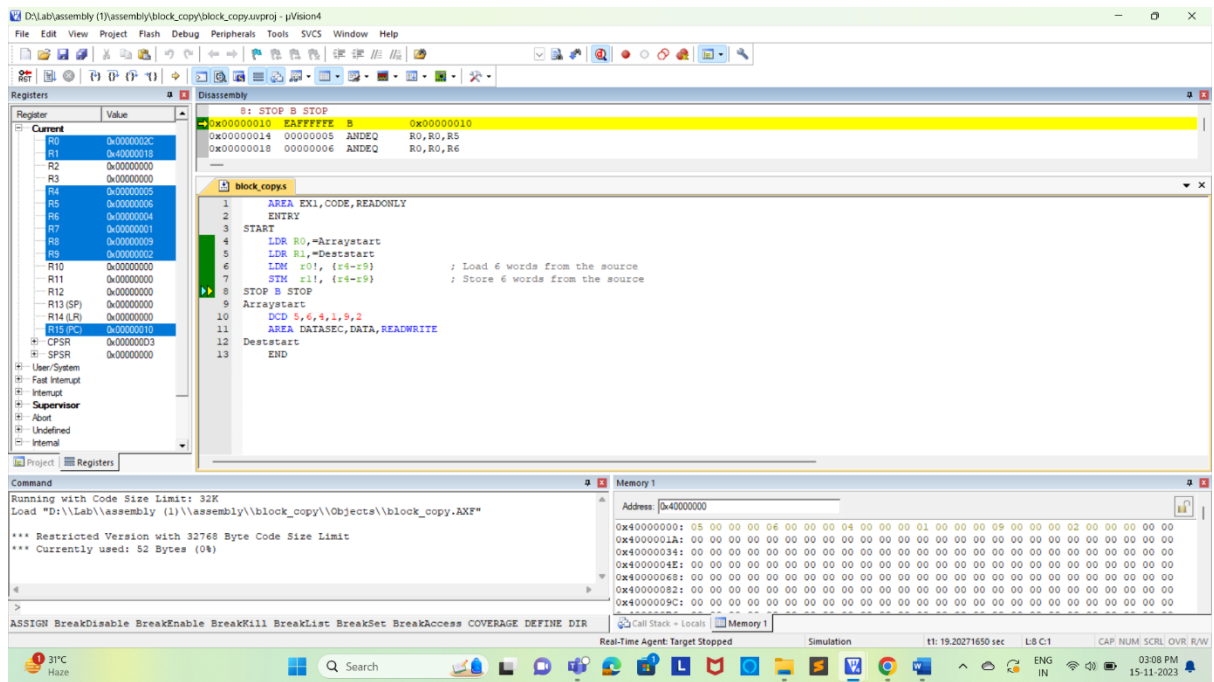 D:\Lab\assembly (1)\assembly\block_copy\block_copy.uvproj - µVision4
File Edit View Project Flash Debug Peripherals Tools SVCS Window Help
Registers
Register Value
Current
R0 0x0000002C
R1 0x40000018
R2 0x00000000
R3 0x00000000
R4 0x00000005
R5 0x00000006
R6 0x00000004
R7 0x00000001
R8 0x00000009
R9 0x00000002
R10 0x00000000
R11 0x00000000
R12 0x00000000
R13 (SP) 0x00000000
R14 (LR) 0x00000000
R15 (PC) 0x00000010
CPSR 0x000000D3
SPSR 0x00000000
User/System
Fast Interrupt
Interrupt
Supervisor
Abort
Undefined
Internal
Project Registers
Disassembly
8: STOP B STOP
0x00000010 EAFFFFFE B 0x00000010
0x00000014 00000005 ANDEQ R0,R0,R5
0x00000018 00000006 ANDEQ R0,R0,R6
block_copy.s
1 AREA EX1,CODE,READONLY
2 ENTRY
3 START
4 LDR R0,=Arraystart
5 LDR R1,=Deststart
6 LDM r0!, {r4-r9} ; Load 6 words from the source
7 STM r1!, {r4-r9} ; Store 6 words from the source
8 STOP B STOP
9 Arraystart
10 DCD 5,6,4,1,9,2
11 AREA DATASEC,DATA,READWRITE
12 Deststart
13 END
Command
Running with Code Size Limit: 32K
Load "D:\\Lab\\assembly (1)\\assembly\\block_copy\\Objects\\block_copy.AXF"
*** Restricted Version with 32768 Byte Code Size Limit
*** Currently used: 52 Bytes (0%)
>
ASSIGN BreakDisable BreakEnable BreakKill BreakList BreakSet BreakAccess COVERAGE DEFINE DIR
Memory 1
Address: 0x40000000
0x40000000: 05 00 00 00 06 00 00 00 04 00 00 00 01 00 00 00 09 00 00 00 02 00 00 00 00 00
0x4000001A: 00 00 00 00 00 00 00 00 00 00 00 00 00 00 00 00 00 00 00 00 00 00 00 00 00 00
0x40000034: 00 00 00 00 00 00 00 00 00 00 00 00 00 00 00 00 00 00 00 00 00 00 00 00 00 00
0x4000004E: 00 00 00 00 00 00 00 00 00 00 00 00 00 00 00 00 00 00 00 00 00 00 00 00 00 00
0x40000068: 00 00 00 00 00 00 00 00 00 00 00 00 00 00 00 00 00 00 00 00 00 00 00 00 00 00
0x40000082: 00 00 00 00 00 00 00 00 00 00 00 00 00 00 00 00 00 00 00 00 00 00 00 00 00 00
0x4000009C: 00 00 00 00 00 00 00 00 00 00 00 00 00 00 00 00 00 00 00 00 00 00 00 00 00 00
Call Stack + Locals Memory 1
Real-Time Agent: Target Stopped Simulation t1: 19.20271650 sec L:8 C:1 CAP NUM SCRL OVR R/W
1
31°C
Haze
Search
ENG
IN
03:08 PM
15-11-2023